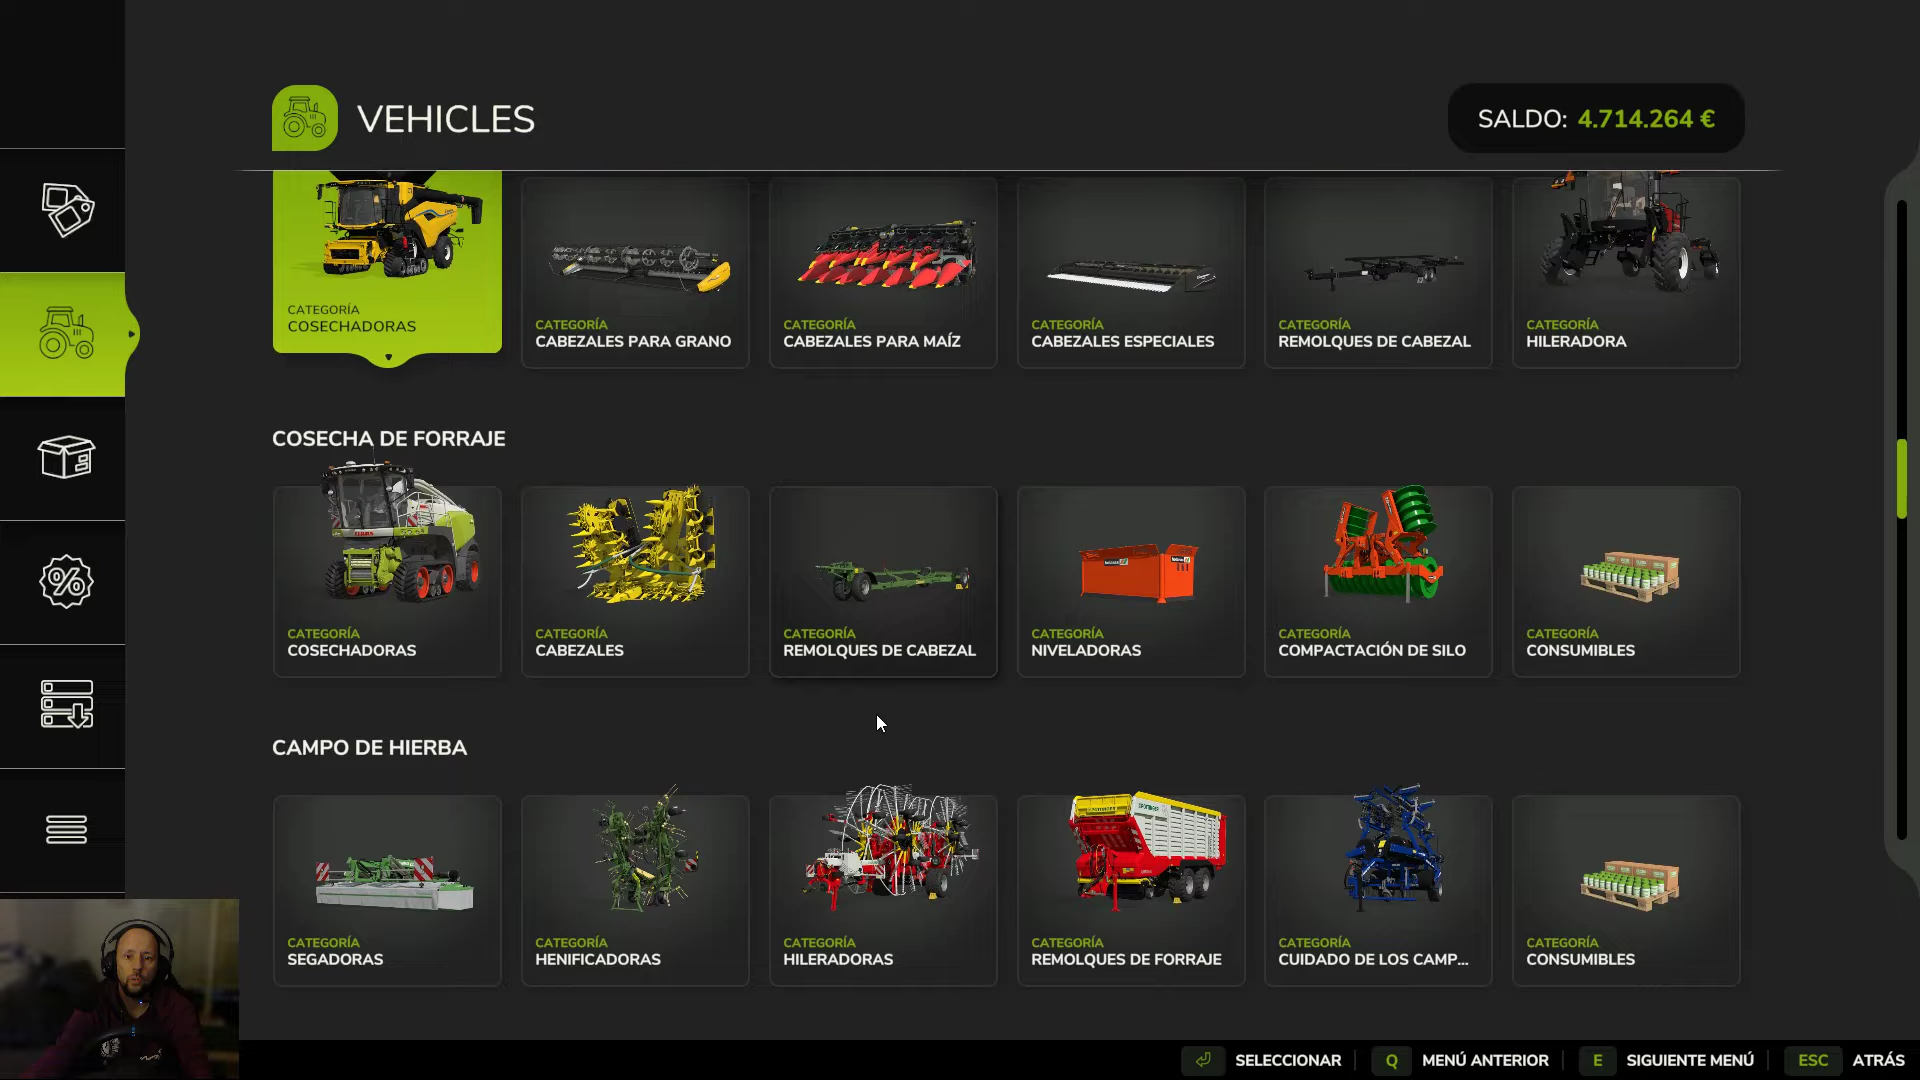 VEHICLES
SALDO: 4.714.264 €
CATEGORÍA
COSECHADORAS
CATEGORÍA
CABEZALES PARA GRANO
CATEGORÍA
CABEZALES PARA MAÍZ
CATEGORÍA
CABEZALES ESPECIALES
CATEGORÍA
REMOLQUES DE CABEZAL
CATEGORÍA
HILERADORA
COSECHA DE FORRAJE
CATEGORÍA
COSECHADORAS
CATEGORÍA
CABEZALES
CATEGORÍA
REMOLQUES DE CABEZAL
CATEGORÍA
NIVELADORAS
CATEGORÍA
COMPACTACIÓN DE SILO
CATEGORÍA
CONSUMIBLES
CAMPO DE HIERBA
CATEGORÍA
SEGADORAS
CATEGORÍA
HENIFICADORAS
CATEGORÍA
HILERADORAS
CATEGORÍA
REMOLQUES DE FORRAJE
CATEGORÍA
CUIDADO DE LOS CAMP...
CATEGORÍA
CONSUMIBLES
SELECCIONAR
Q MENÚ ANTERIOR
E SIGUIENTE MENÚ
ESC ATRÁS